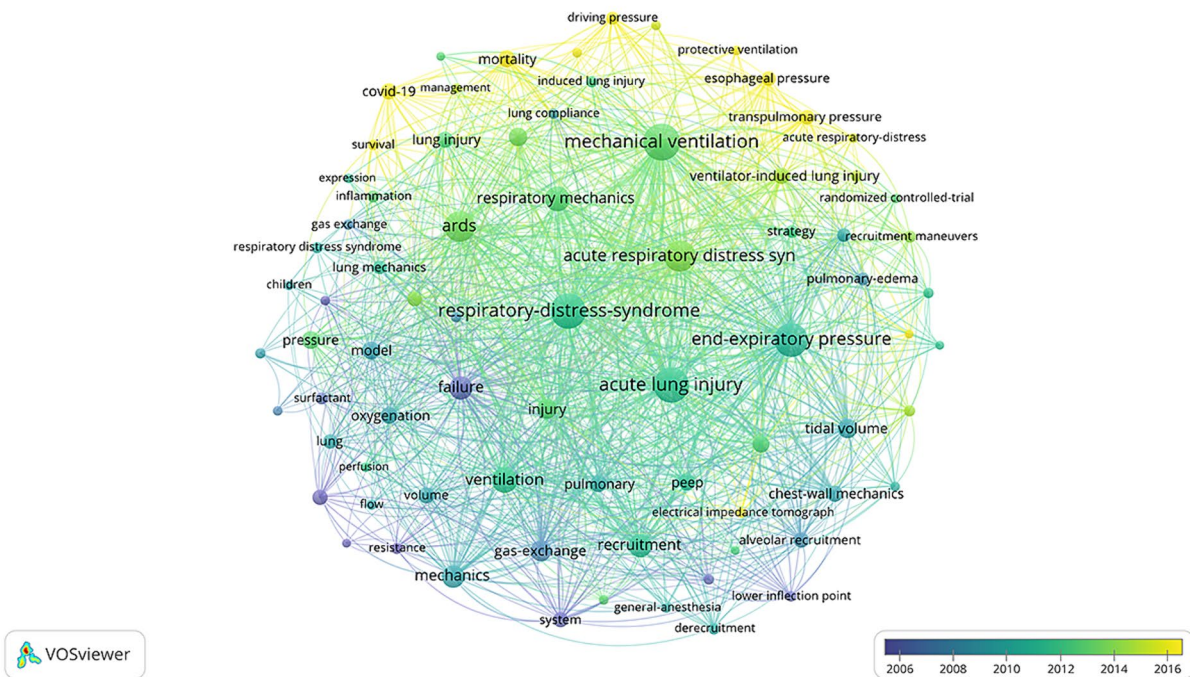 driving pressure
protective ventilation
mortality
induced lung injury
esophageal pressure
covid-19
management
lung compliance
transpulmonary pressure
survival
lung injury
mechanical ventilation
acute respiratory-distress
expression
ventilator-induced lung injury
inflammation
respiratory mechanics
randomized controlled-trial
gas exchange
ards
strategy
recruitment maneuvers
respiratory distress syndrome
acute respiratory distress syn
lung mechanics
pulmonary-edema
children
respiratory-distress-syndrome
pressure
end-expiratory pressure
model
failure
acute lung injury
surfactant
oxygenation
injury
tidal volume
lung
perfusion
ventilation
pulmonary
peep
flow
volume
chest-wall mechanics
electrical impedance tomograph
resistance
gas-exchange
recruitment
alveolar recruitment
mechanics
lower inflection point
general-anesthesia
system
derecruitment
VOSviewer
2006 2008 2010 2012 2014 2016